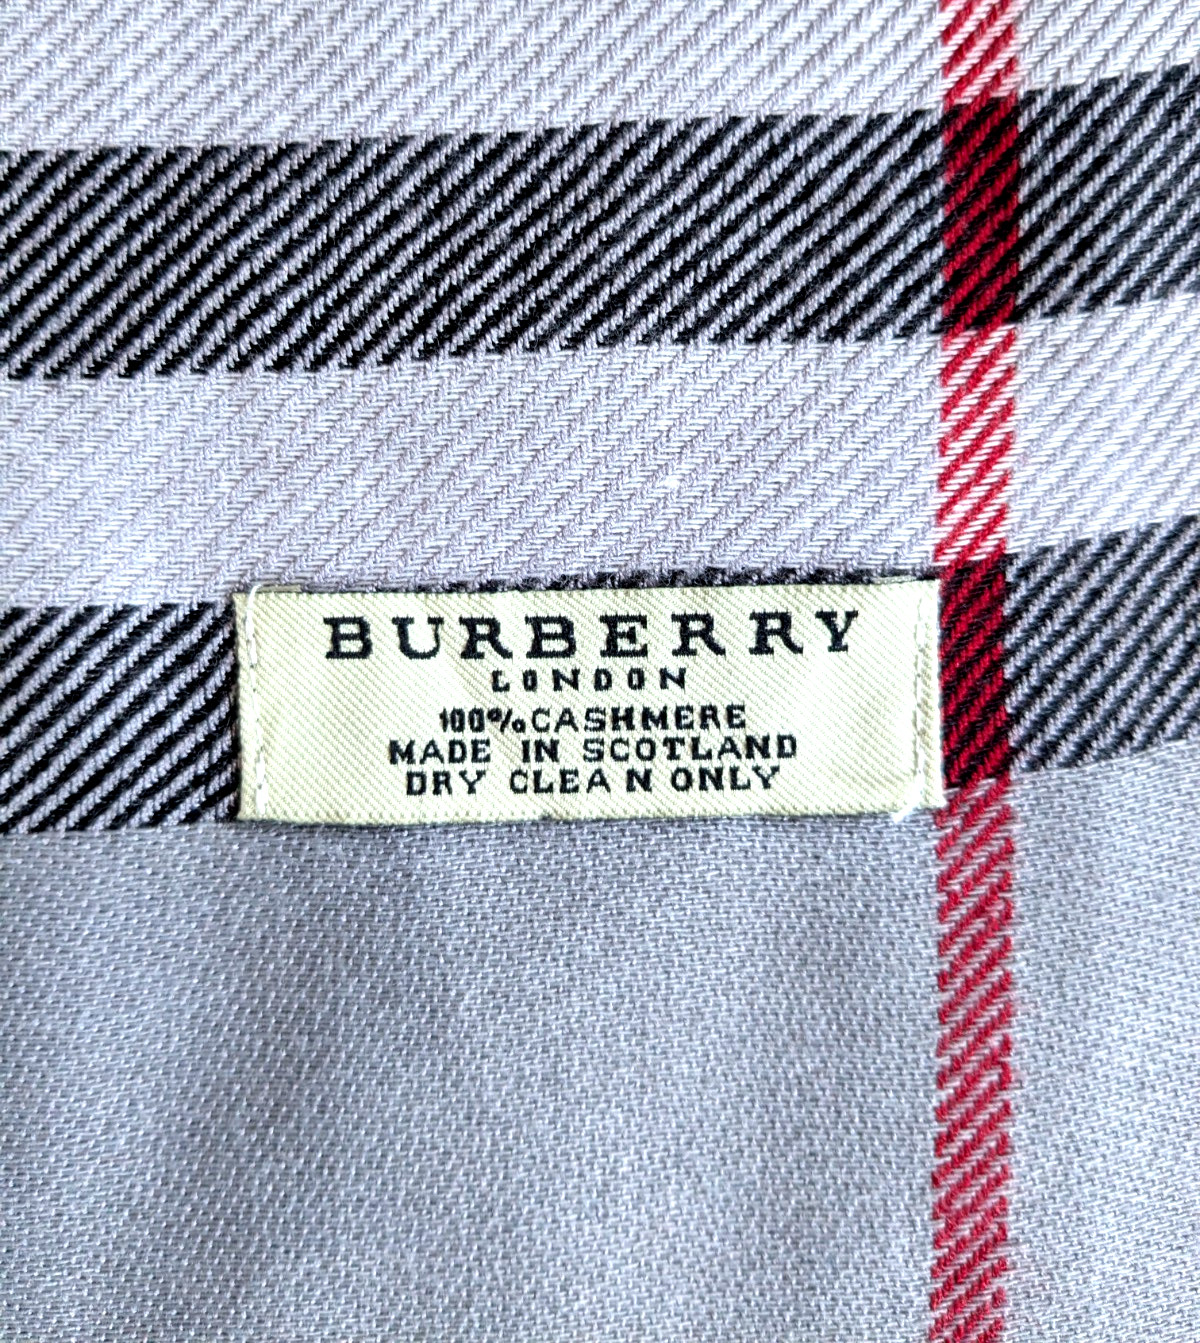 BURBERRY
LONDON
100% CASHMERE
MADE IN SCOTLAND
DRY CLEAN ONLY